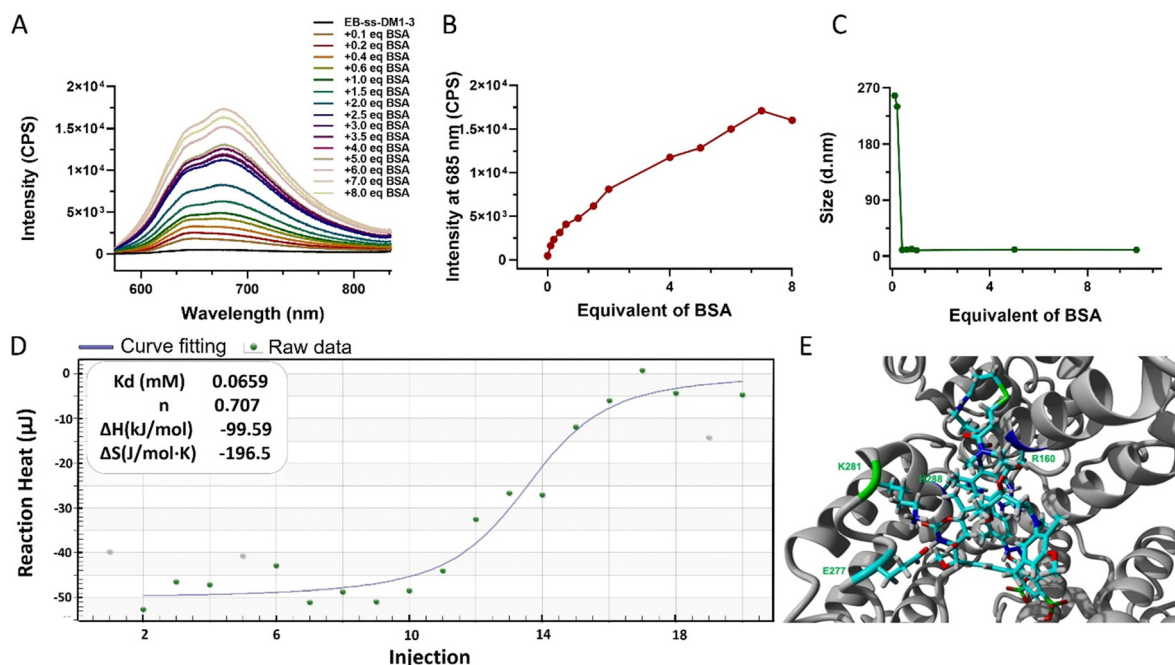 A
Intensity (CPS)
2×10⁴
1.5×10⁴
1×10⁴
5×10³
0
600
700
800
Wavelength (nm)
EB-ss-DM1-3
+0.1 eq BSA
+0.2 eq BSA
+0.4 eq BSA
+0.6 eq BSA
+1.0 eq BSA
+1.5 eq BSA
+2.0 eq BSA
+2.5 eq BSA
+3.0 eq BSA
+3.5 eq BSA
+4.0 eq BSA
+5.0 eq BSA
+6.0 eq BSA
+7.0 eq BSA
+8.0 eq BSA
B
Intensity at 685 nm (CPS)
2×10⁴
1.5×10⁴
1×10⁴
5×10³
0
0
4
8
Equivalent of BSA
C
Size (d.nm)
270
180
90
0
Equivalent of BSA
D
Curve fitting
Raw data
Kd (mM) 0.0659
n 0.707
ΔH(kJ/mol) -99.59
ΔS(J/mol·K) -196.5
Reaction Heat (µJ)
0
-10
-20
-30
-40
-50
2
6
10
14
18
Injection
E
K281
R160
H288
E277